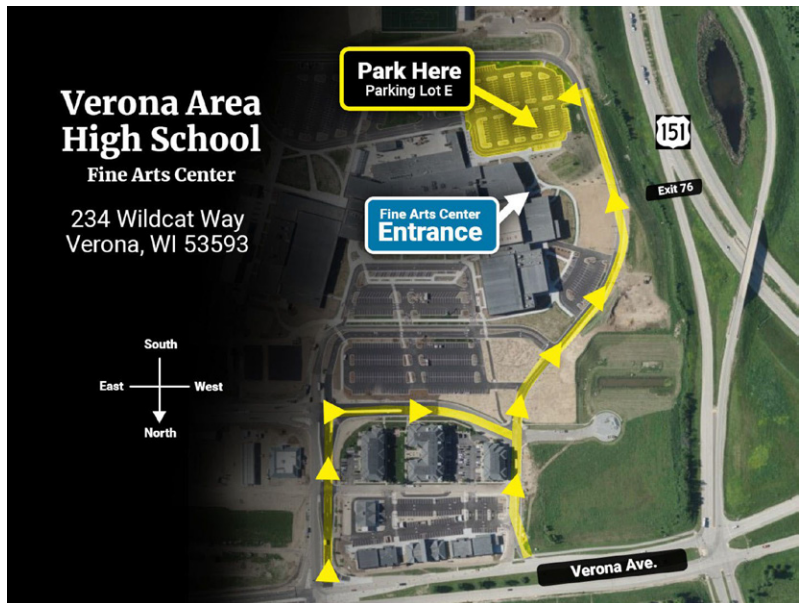 Verona Area
High School
Fine Arts Center
234 Wildcat Way
Verona, WI 53593
Park Here
Parking Lot E
151
Exit 76
Fine Arts Center
Entrance
South
East
West
North
Verona Ave.